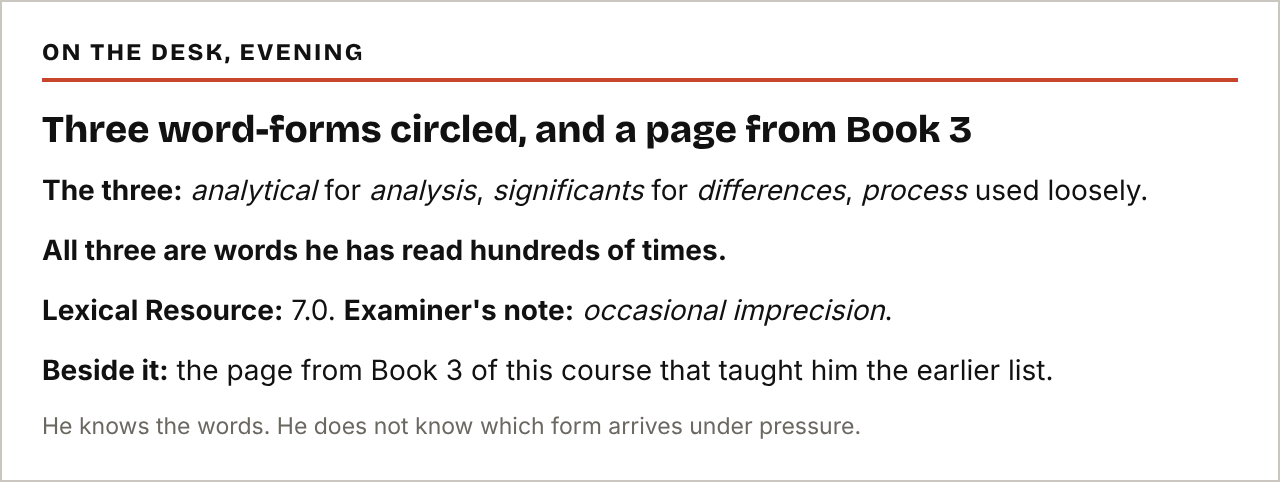 ON THE DESK, EVENING
Three word-forms circled, and a page from Book 3
The three: analytical for analysis, significants for differences, process used loosely.
All three are words he has read hundreds of times.
Lexical Resource: 7.0. Examiner's note: occasional imprecision.
Beside it: the page from Book 3 of this course that taught him the earlier list.
He knows the words. He does not know which form arrives under pressure.